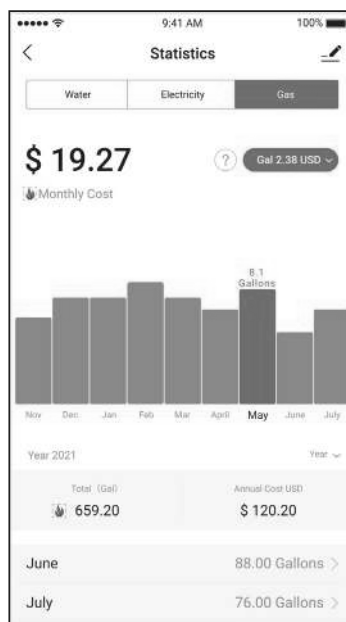 9:41 AM 100%
Statistics
Water Electricity Gas
$ 19.27 ? Gal 2.38 USD
Monthly Cost
8.1
Gallons
Nov Dec Jan Feb Mar April May June July
Year 2021 Year
Total (Gal) Annual Cost USD
659.20 $ 120.20
June 88.00 Gallons
July 76.00 Gallons